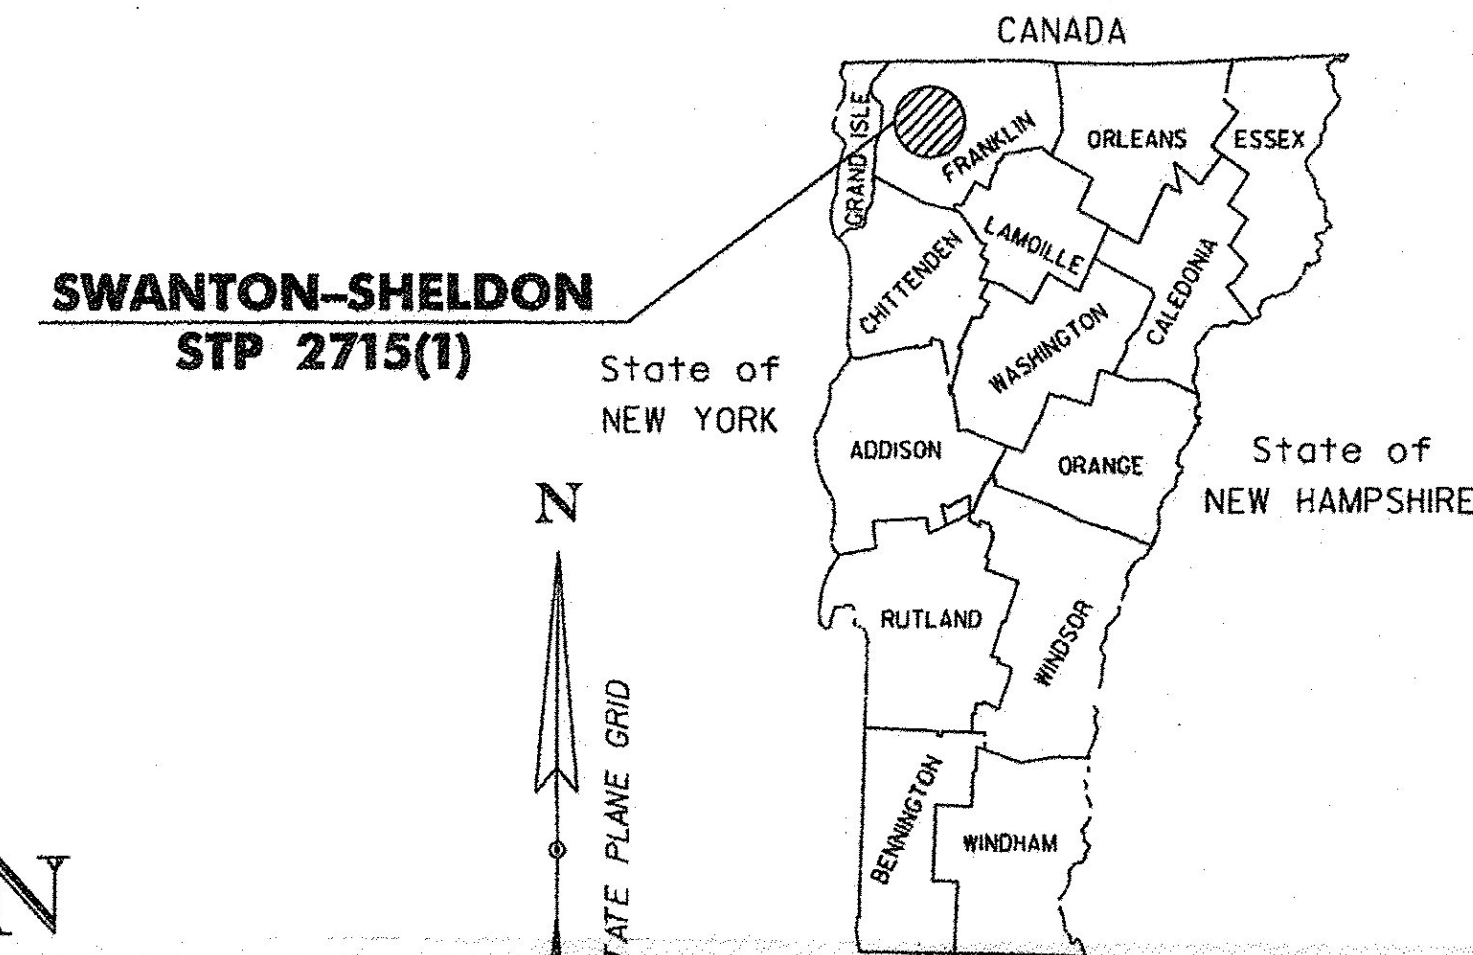 CANADA
GRAND ISLE
FRANKLIN
ORLEANS
ESSEX
LAMOILLE
CHITTENDEN
CALEDONIA
SWANTON–SHELDON
STP 2715(1)
WASHINGTON
State of
NEW YORK
ADDISON
ORANGE
State of
NEW HAMPSHIRE
N
RUTLAND
WINDSOR
PLANE GRID
BENNINGTON
WINDHAM
N